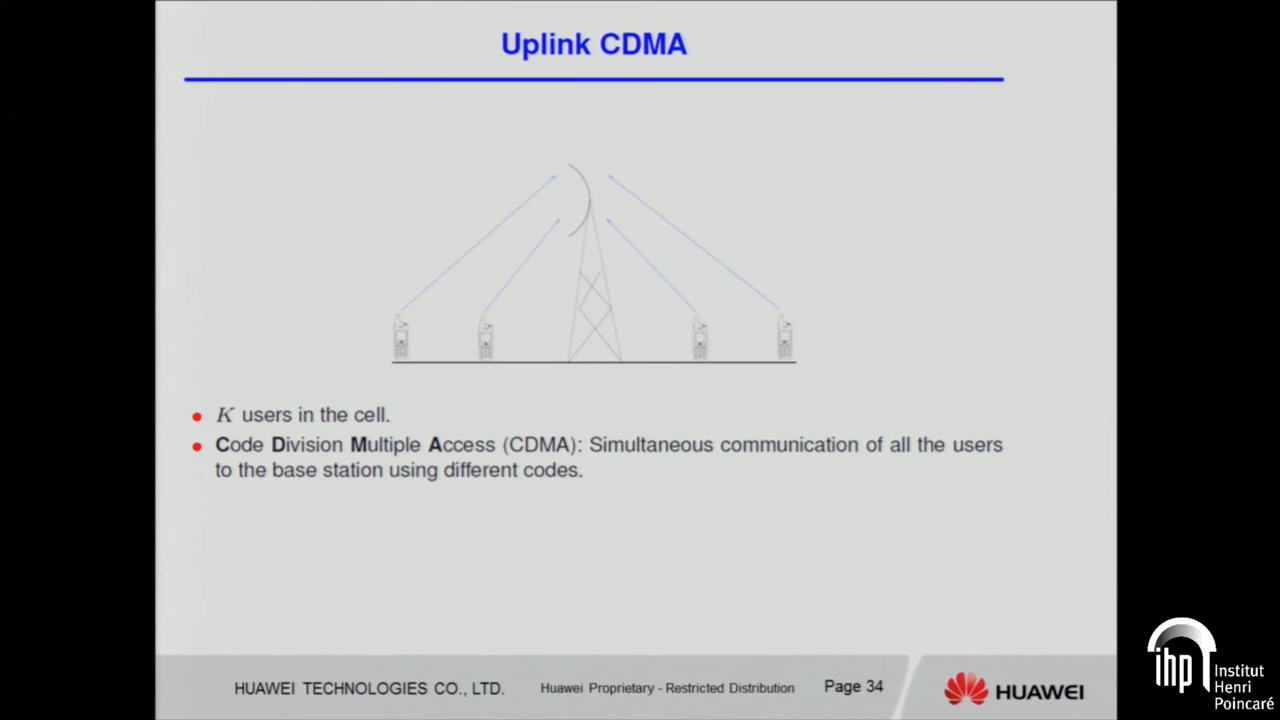 Uplink CDMA
K users in the cell.
Code Division Multiple Access (CDMA): Simultaneous communication of all the users
to the base station using different codes.
HUAWEI TECHNOLOGIES CO., LTD.
Huawei Proprietary - Restricted Distribution
Page 34
HUAWEI
ihp
Institut
Henri
Poincaré